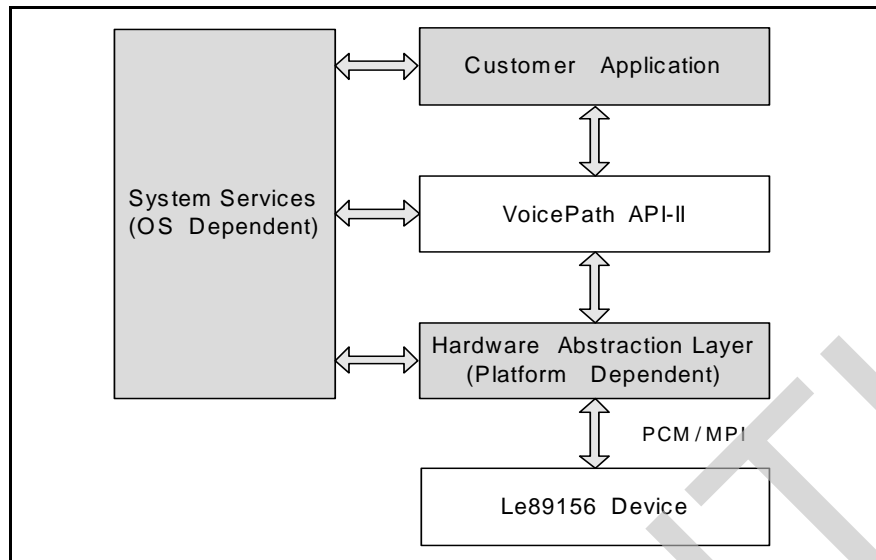 Customer Application
System Services
(OS Dependent)
VoicePath API-II
Hardware Abstraction Layer
(Platform Dependent)
PCM / MPI
Le89156 Device